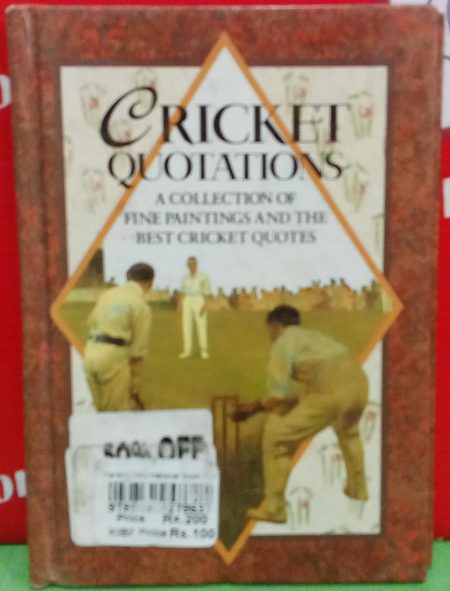 CRICKET
QUOTATIONS
A COLLECTION OF
FINE PAINTINGS AND THE
BEST CRICKET QUOTES
50% OFF
Price Rs. 200
KIBF Price Rs. 100